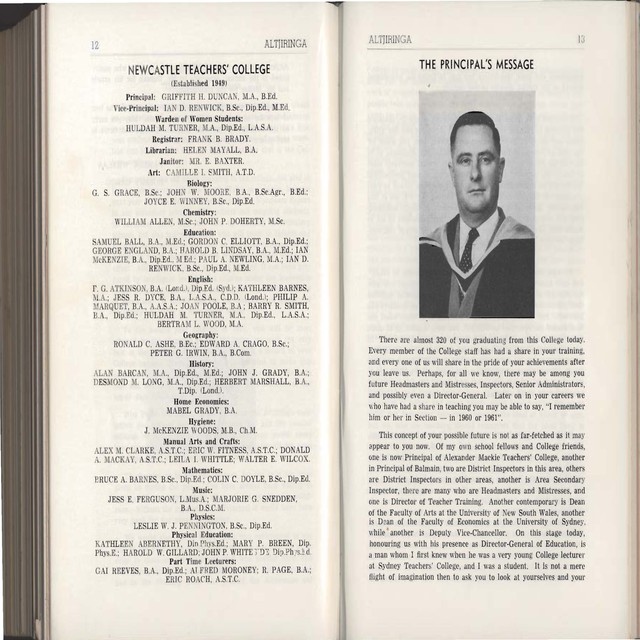 12 ALTJIRINGA
NEWCASTLE TEACHERS' COLLEGE
(Established 1949)
Principal: GRIFFITH H. DUNCAN, M.A., B.Ed.
Vice-Principal: IAN D. RENWICK, B.Sc., Dip.Ed., M.Ed.
Warden of Women Students:
HULDAH M. TURNER, M.A., Dip.Ed., L.A.S.A.
Registrar: FRANK B. BRADY.
Librarian: HELEN MAYALL, B.A.
Janitor: MR. E. BAXTER.
Art: CAMILLE I. SMITH, A.T.D.
Biology:
G. S. GRACE, B.Sc.; JOHN W. MOORE, B.A., B.Sc.Agr., B.Ed.;
JOYCE E. WINNEY, B.Sc., Dip.Ed.
Chemistry:
WILLIAM ALLEN, M.Sc.; JOHN P. DOHERTY, M.Sc.
Education:
SAMUEL BALL, B.A., M.Ed.; GORDON C. ELLIOTT, B.A., Dip.Ed.;
GEORGE ENGLAND, B.A.; HAROLD B. LINDSAY, B.A., M.Ed.; IAN
McKENZIE, B.A., Dip.Ed., M.Ed.; PAUL A. NEWLING, M.A.; IAN D.
RENWICK, B.Sc., Dip.Ed., M.Ed.
English:
F. G. ATKINSON, B.A. (Lond.), Dip.Ed. (Syd.); KATHLEEN BARNES,
M.A.; JESS R. DYCE, B.A., L.A.S.A., C.D.D. (Lond.); PHILIP A.
MARQUET, B.A., A.A.S.A.; JOAN POOLE, B.A.; BARRY R. SMITH,
B.A., Dip.Ed.; HULDAH M. TURNER, M.A., Dip.Ed., L.A.S.A.;
BERTRAM L. WOOD, M.A.
Geography:
RONALD C. ASHE, B.Ec.; EDWARD A. CRAGO, B.Sc.;
PETER G. IRWIN, B.A., B.Com.
History:
ALAN BARCAN, M.A., Dip.Ed., M.Ed.; JOHN J. GRADY, B.A.;
DESMOND M. LONG, M.A., Dip.Ed.; HERBERT MARSHALL, B.A.,
T.Dip. (Lond.).
Home Economics:
MABEL GRADY, B.A.
Hygiene:
J. McKENZIE WOODS, M.B., Ch.M.
Manual Arts and Crafts:
ALEX M. CLARKE, A.S.T.C.; ERIC W. FITNESS, A.S.T.C.; DONALD
A. MACKAY, A.S.T.C.; LEILA I. WHITTLE; WALTER E. WILCOX.
Mathematics:
BRUCE A. BARNES, B.Sc., Dip.Ed.; COLIN C. DOYLE, B.Sc., Dip.Ed.
Music:
JESS E. FERGUSON, L.Mus.A.; MARJORIE G. SNEDDEN,
B.A., D.S.C.M.
Physics:
LESLIE W. J. PENNINGTON, B.Sc., Dip.Ed.
Physical Education:
KATHLEEN ABERNETHY, Dip.Phys.Ed.; MARY P. BREEN, Dip.
Phys.E.; HAROLD W. GILLARD; JOHN P. Dip.Phys.Ed.
Part Time Lecturers:
GAI REEVES, B.A., Dip.Ed.; ALFRED MORONEY; R. PAGE, B.A.;
ERIC ROACH, A.S.T.C.
ALTJIRINGA 13
THE PRINCIPAL'S MESSAGE
There are almost 320 of you graduating from this College today.
Every member of the College staff has had a share in your training,
and every one of us will share in the pride of your achievements after
you leave us. Perhaps, for all we know, there may be among you
future Headmasters and Mistresses, Inspectors, Senior Administrators,
and possibly even a Director-General. Later on in your careers we
who have had a share in teaching you may be able to say, "I remember
him or her in Section — in 1960 or 1961".
This concept of your possible future is not as far-fetched as it may
appear to you now. Of my own school fellows and College friends,
one is now Principal of Alexander Mackie Teachers' College, another
in Principal of Balmain, two are District Inspectors in this area, others
are District Inspectors in other areas, another is Area Secondary
Inspector, there are many who are Headmasters and Mistresses, and
one is Director of Teacher Training. Another contemporary is Dean
of the Faculty of Arts at the University of New South Wales, another
is Dean of the Faculty of Economics at the University of Sydney,
while another is Deputy Vice-Chancellor. On this stage today,
honouring us with his presence as Director-General of Education, is
a man whom I first knew when he was a very young College lecturer
at Sydney Teachers' College, and I was a student. It is not a mere
flight of imagination then to ask you to look at yourselves and your